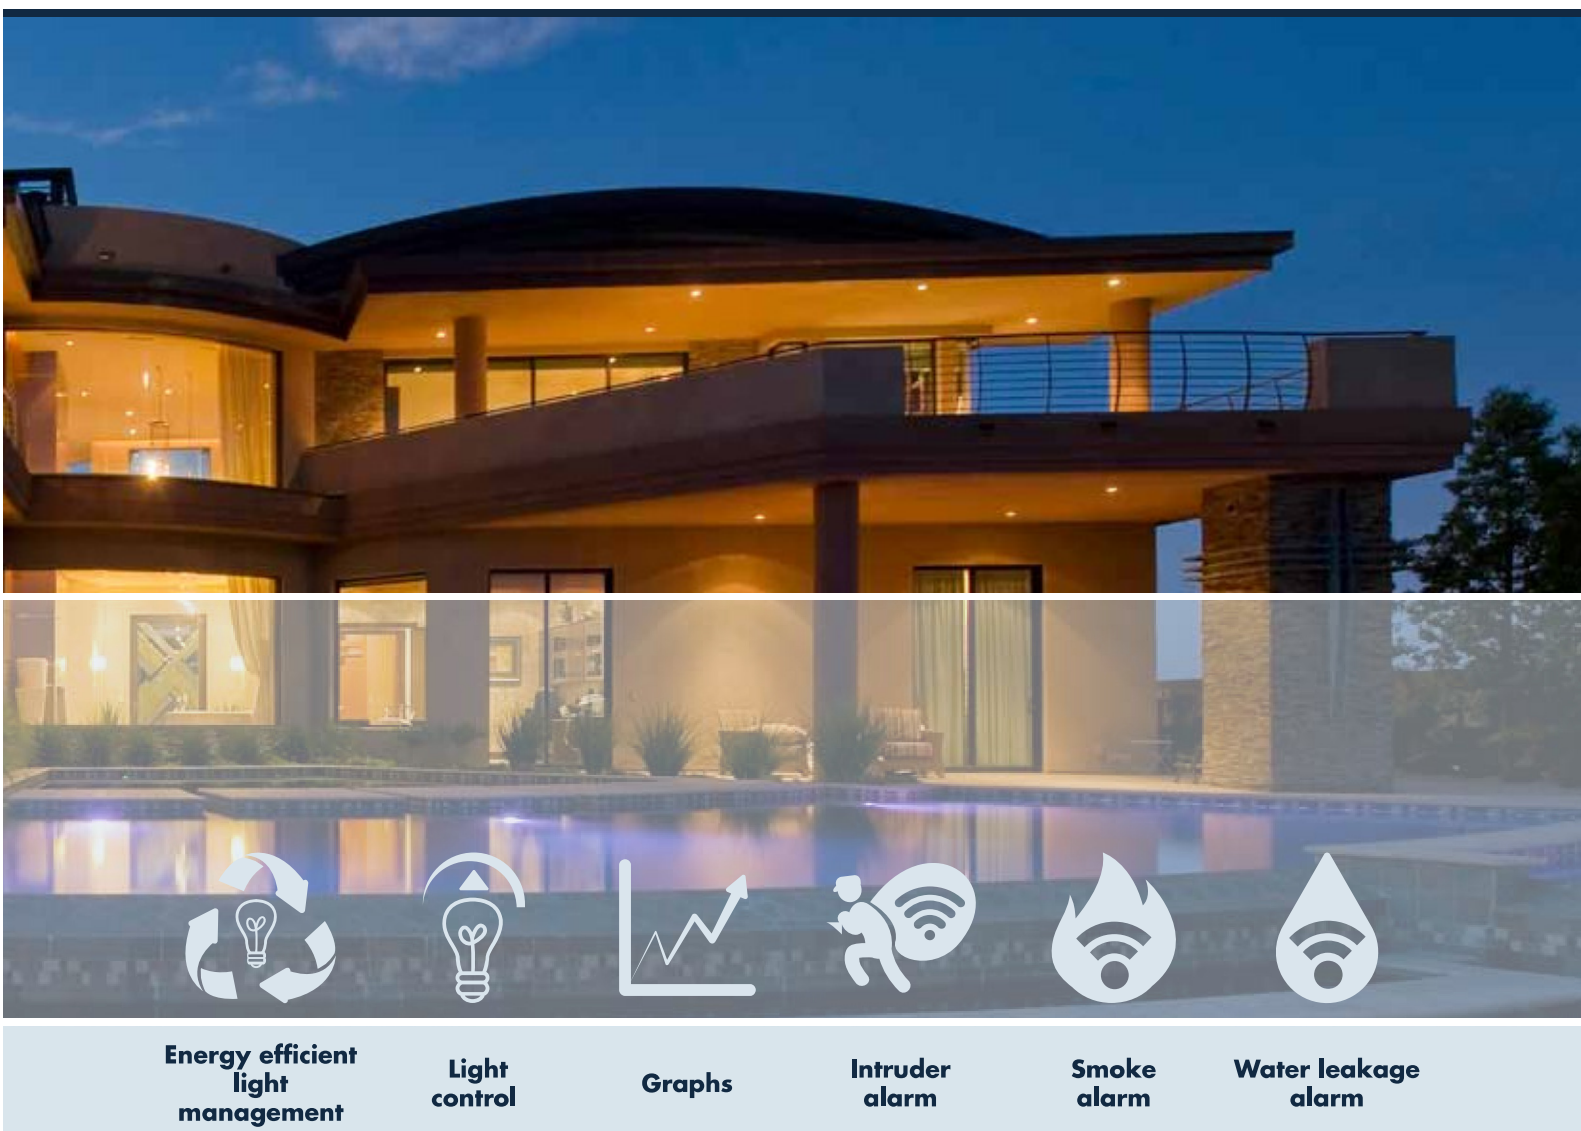 Energy efficient
light
management
Light
control
Graphs
Intruder
alarm
Smoke
alarm
Water leakage
alarm